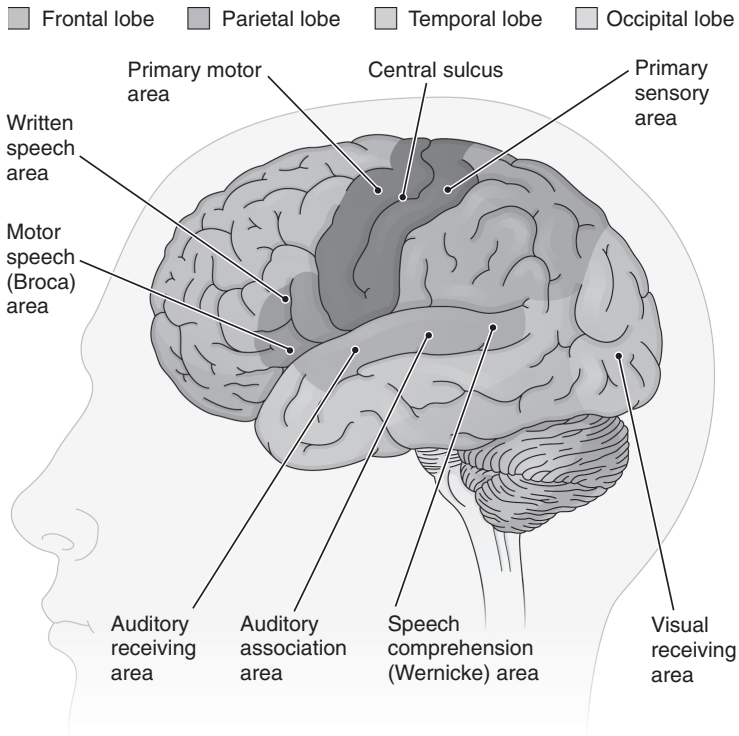 Frontal lobe
Parietal lobe
Temporal lobe
Occipital lobe
Primary motor
area
Central sulcus
Primary
sensory
area
Written
speech
area
Motor
speech
(Broca)
area
Auditory
receiving
area
Auditory
association
area
Speech
comprehension
(Wernicke) area
Visual
receiving
area